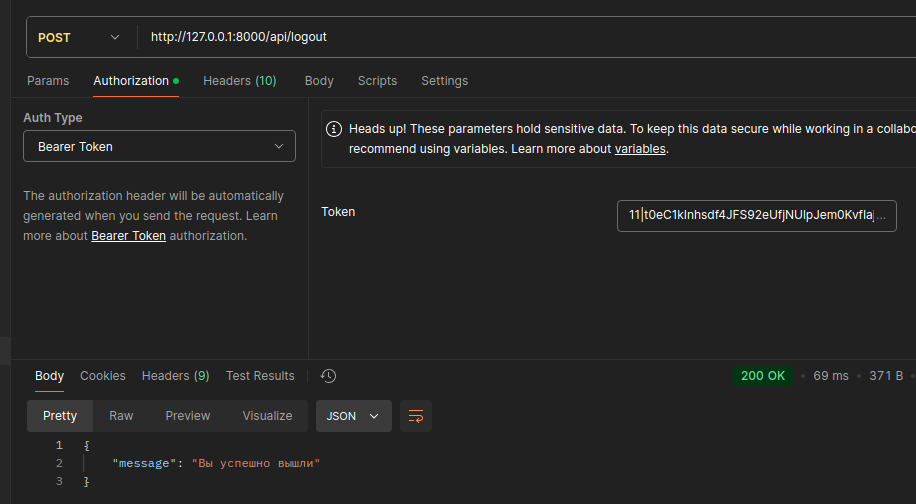 POST http://127.0.0.1:8000/api/logout
Params Authorization Headers (10) Body Scripts Settings
Auth Type
Bearer Token
The authorization header will be automatically
generated when you send the request. Learn
more about Bearer Token authorization.
Heads up! These parameters hold sensitive data. To keep this data secure while working in a collabo
recommend using variables. Learn more about variables.
Token
Body Cookies Headers (9) Test Results 200 OK • 69 ms • 371 B
Pretty Raw Preview Visualize JSON
1 {
2 "message": "Вы успешно вышли"
3 }